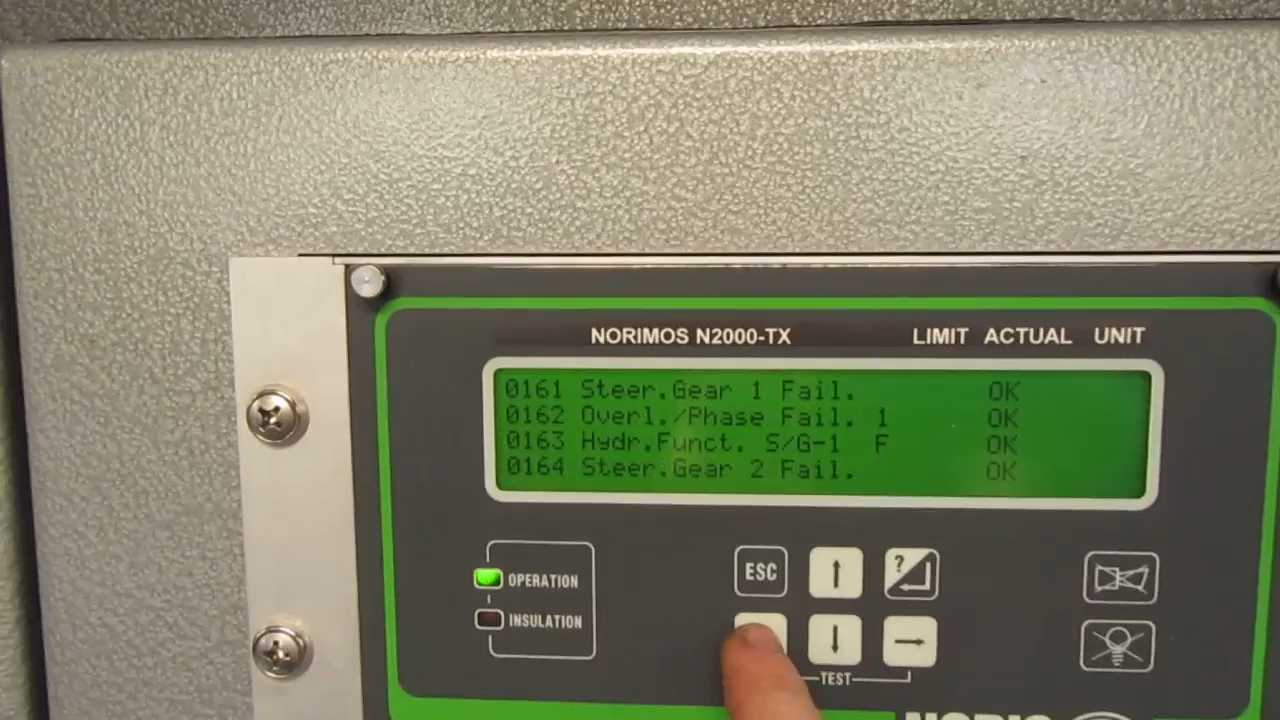 NORIMOS N2000-TX LIMIT ACTUAL UNIT
0161 Steer.Gear 1 Fail. OK
0162 Overl./Phase Fail. 1 OK
0163 Hydr.Funct. S/G-1 F OK
0164 Steer.Gear 2 Fail. OK
OPERATION
INSULATION
ESC ↑ ?
↓ →
TEST